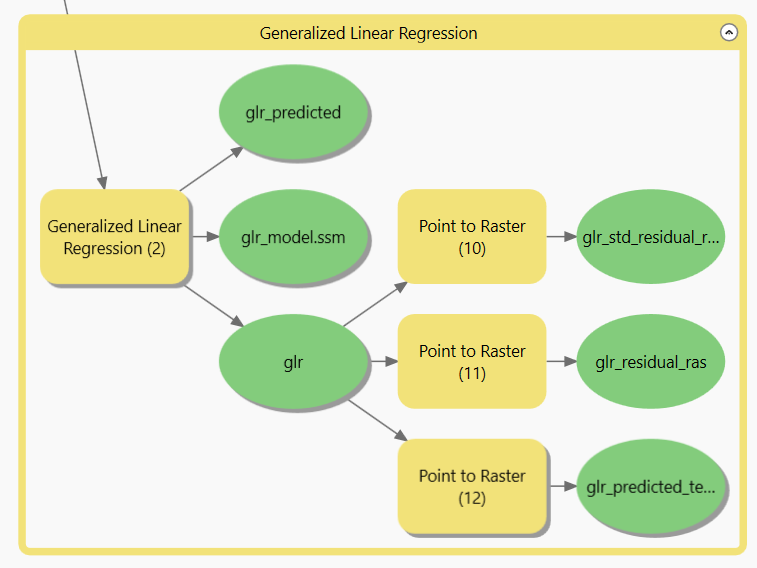 Generalized Linear Regression
glr_predicted
Generalized Linear
Regression (2)
glr_model.ssm
Point to Raster
(10)
glr_std_residual_r...
glr
Point to Raster
(11)
glr_residual_ras
Point to Raster
(12)
glr_predicted_te...